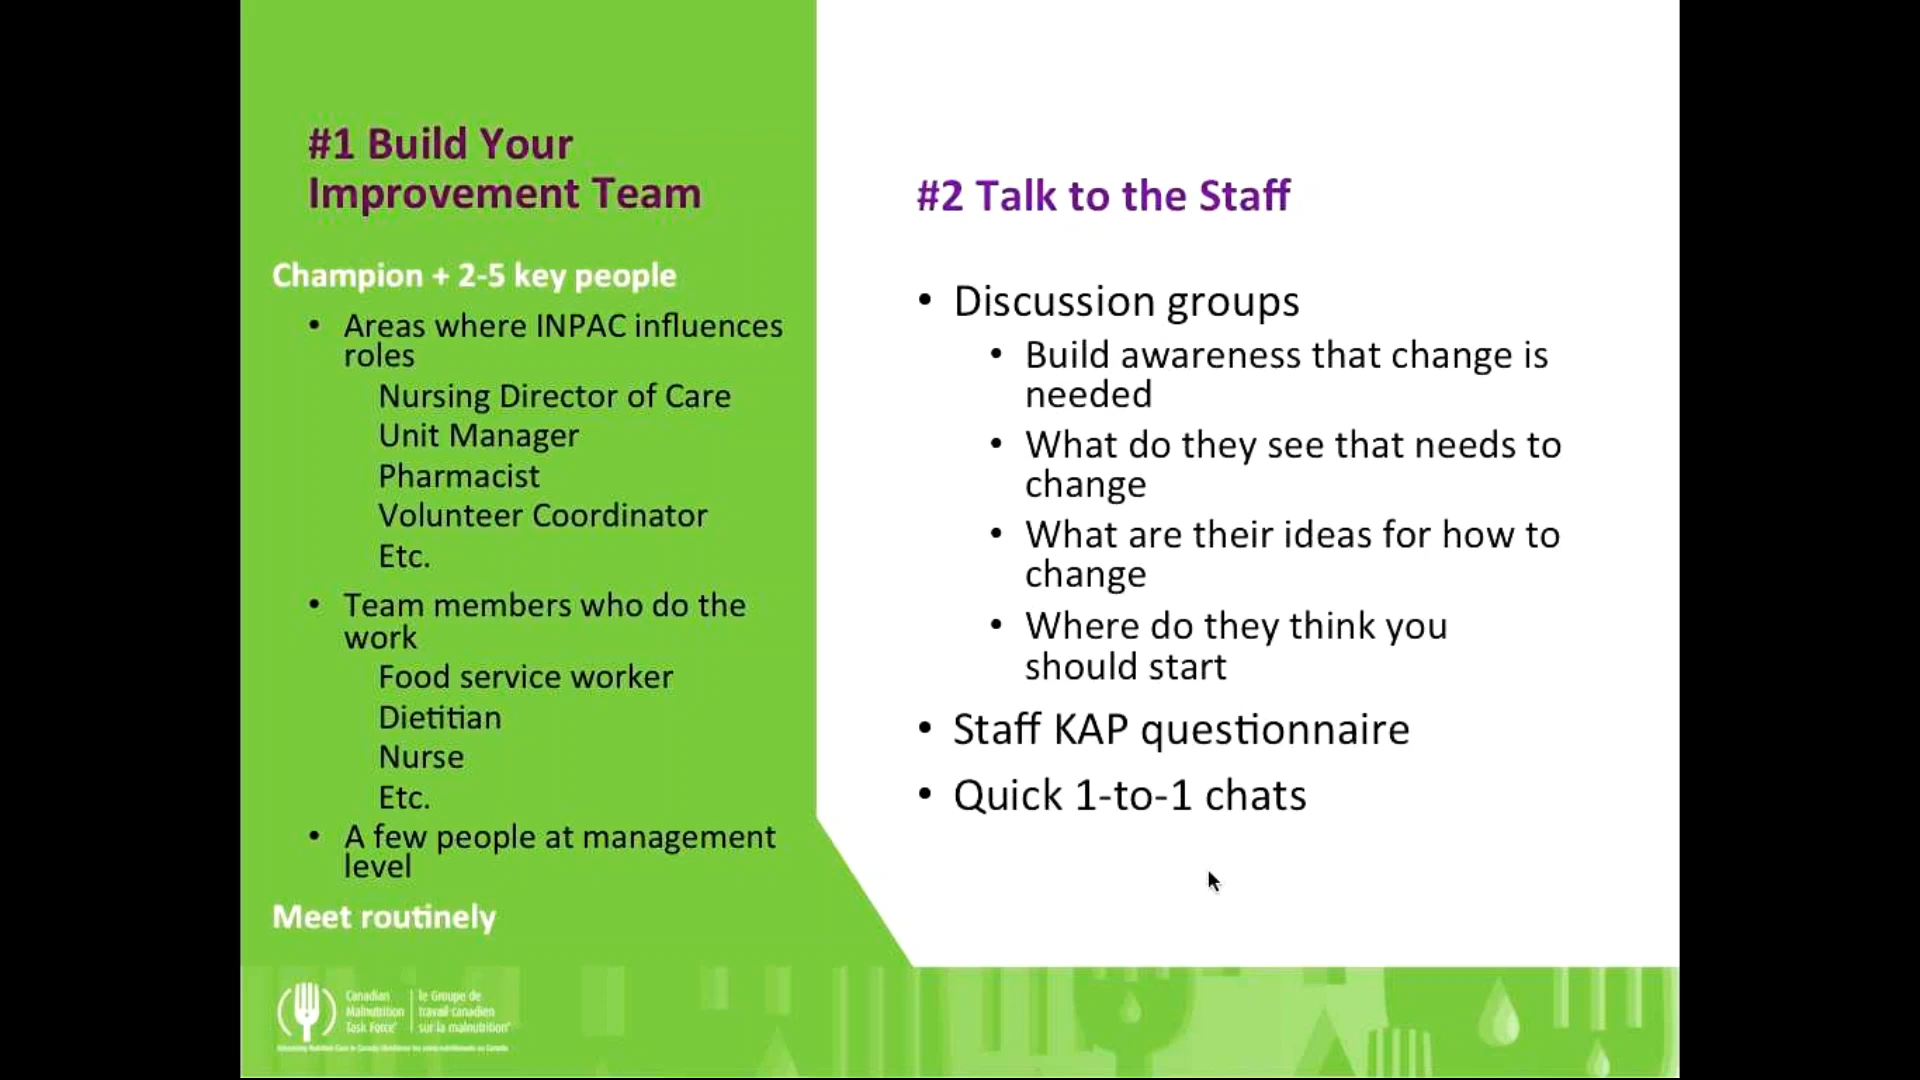 #1 Build Your
Improvement Team
Champion + 2-5 key people
• Areas where INPAC influences
roles
Nursing Director of Care
Unit Manager
Pharmacist
Volunteer Coordinator
Etc.
• Team members who do the
work
Food service worker
Dietitian
Nurse
Etc.
• A few people at management
level
Meet routinely
#2 Talk to the Staff
• Discussion groups
• Build awareness that change is
needed
• What do they see that needs to
change
• What are their ideas for how to
change
• Where do they think you
should start
• Staff KAP questionnaire
• Quick 1-to-1 chats
Canadian
Malnutrition
Task Force
le Groupe de
travail canadien
sur la malnutrition